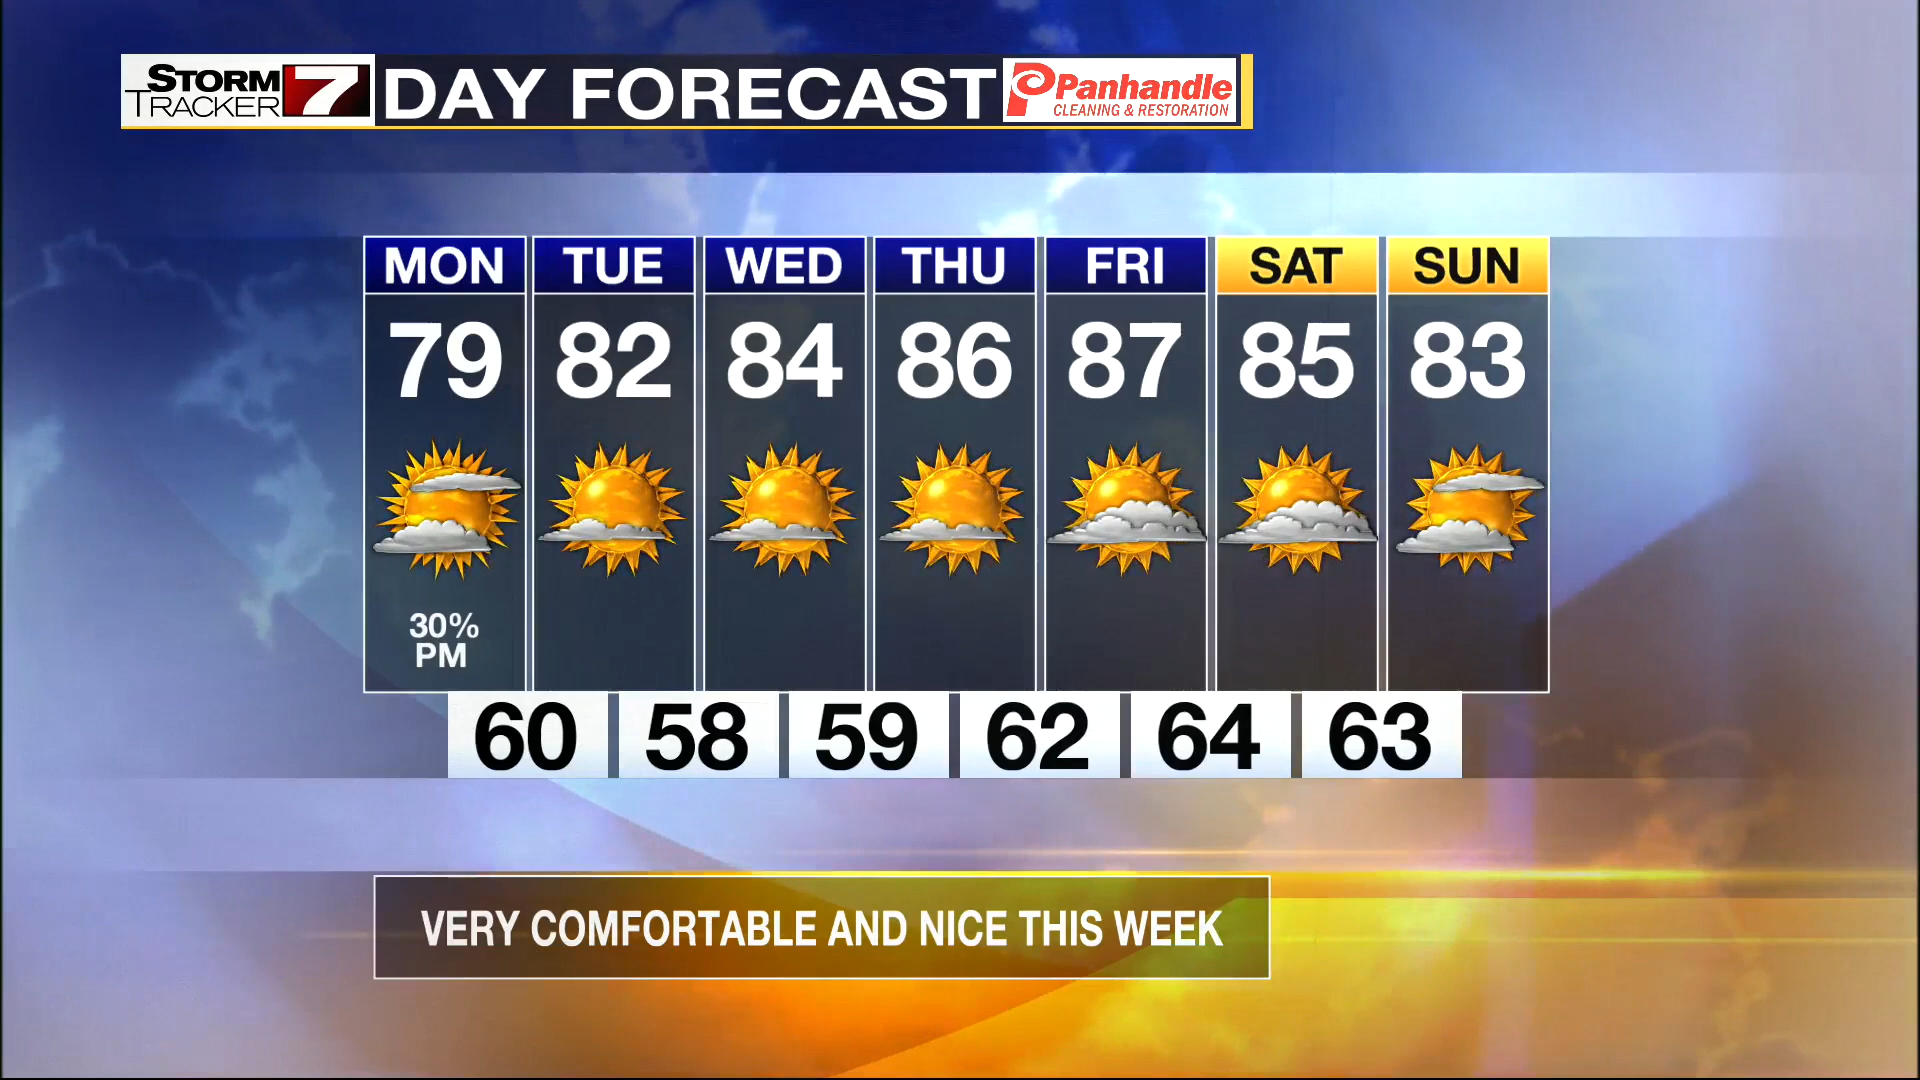 STORM
TRACKER 7 DAY FORECAST
Panhandle
CLEANING & RESTORATION
MON TUE WED THU FRI SAT SUN
79 82 84 86 87 85 83
30%
PM
60 58 59 62 64 63
VERY COMFORTABLE AND NICE THIS WEEK